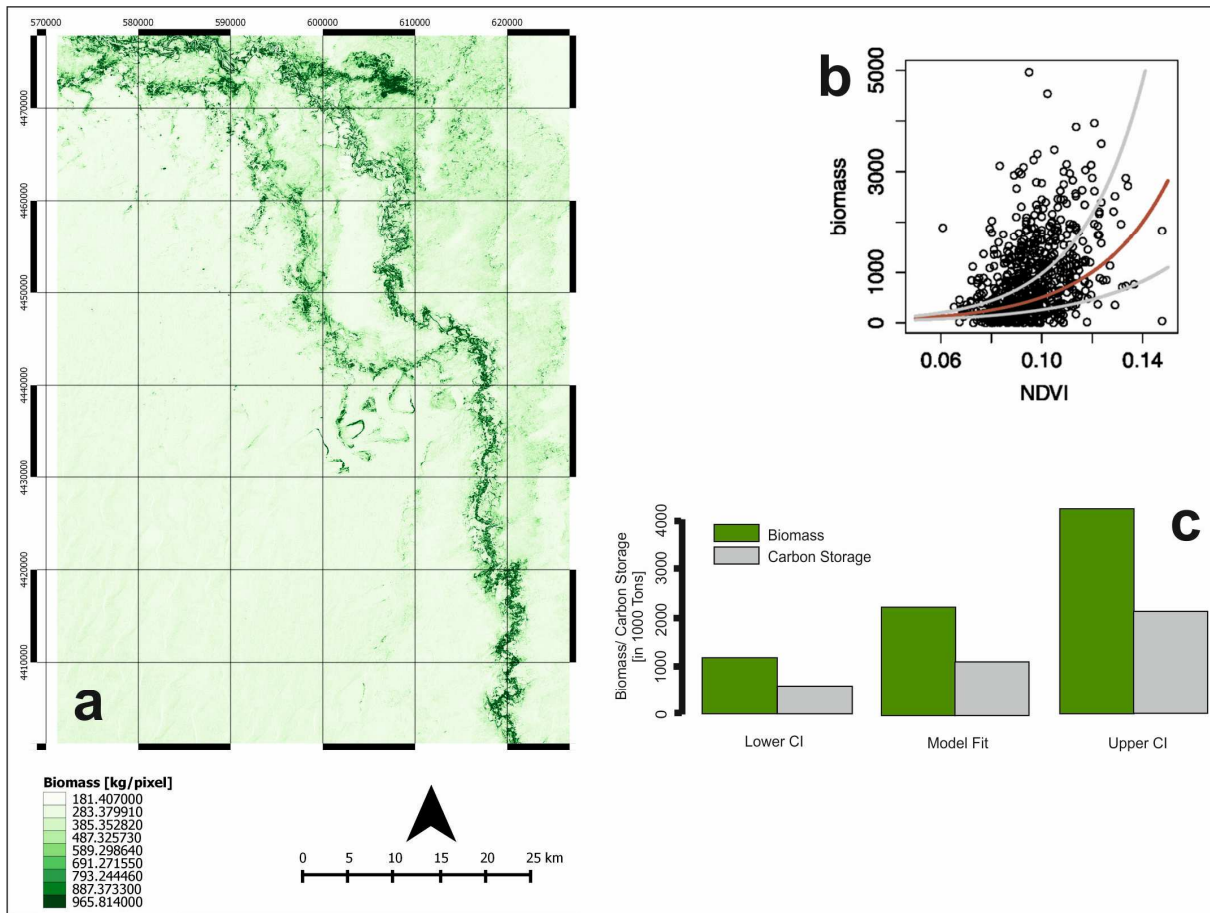 570000 580000 590000 600000 610000 620000
4470000
4460000
4450000
4440000
4430000
4420000
4410000
a
Biomass [kg/pixel]
181.407000
283.379910
385.352820
487.325730
589.298640
691.271550
793.244460
887.373300
965.814000
0 5 10 15 20 25 km
b
biomass
5000
3000
1000
0
0.06 0.10 0.14
NDVI
c
Biomass/ Carbon Storage
[in 1000 Tons]
4000
3000
2000
1000
0
Biomass
Carbon Storage
Lower CI Model Fit Upper CI